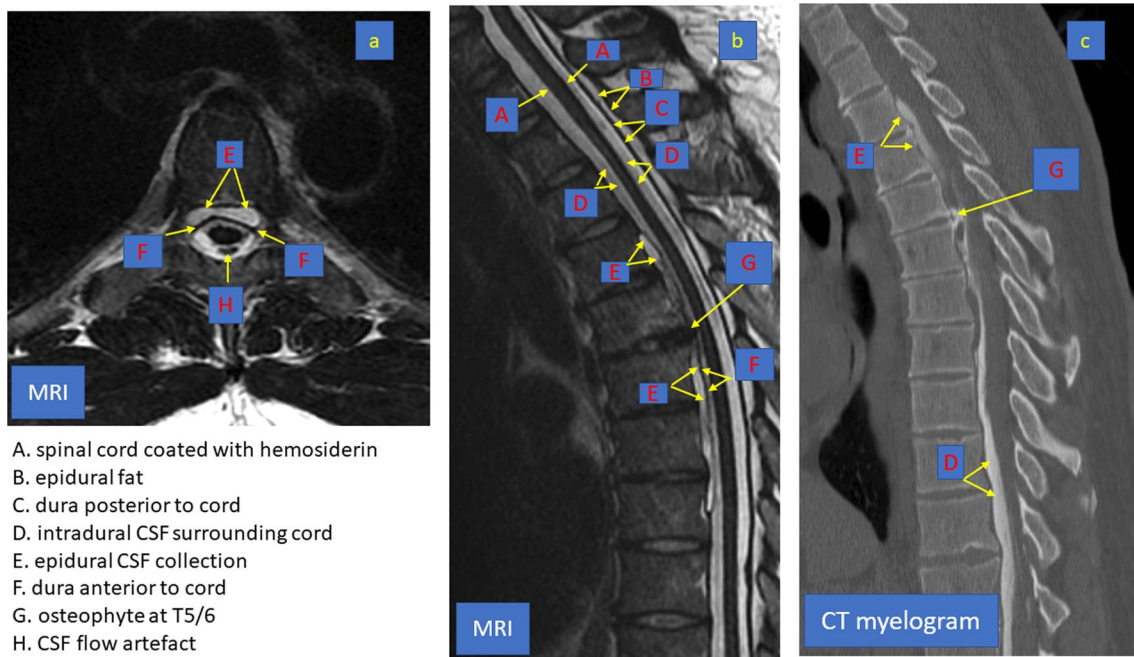 a
E
F
F
H
MRI
A. spinal cord coated with hemosiderin
B. epidural fat
C. dura posterior to cord
D. intradural CSF surrounding cord
E. epidural CSF collection
F. dura anterior to cord
G. osteophyte at T5/6
H. CSF flow artefact
b
A
B
A
C
D
D
E
G
F
E
MRI
c
E
G
D
CT myelogram